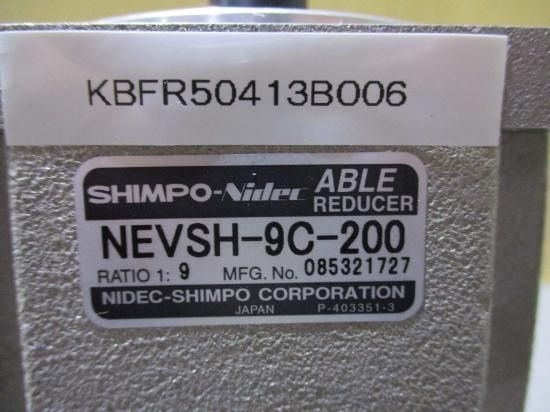 KBFR50413B006
SHIMPO-Nidec ABLE REDUCER
NEVSH-9C-200
RATIO 1: 9 MFG. No. 085321727
NIDEC-SHIMPO CORPORATION
JAPAN P-403351-3